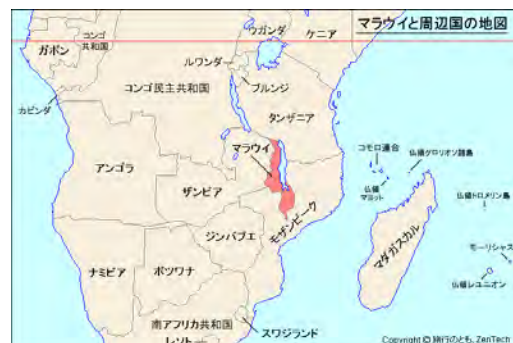 マラウイと周辺国の地図
ウガンダ
ケニア
ガボン
コンゴ
共和国
ルワンダ
ブルンジ
コンゴ民主共和国
カビンダ
タンザニア
マラウイ
コモロ連合
仏領グロリオソ諸島
アンゴラ
ザンビア
仏領
マヨット
仏領トロメリン島
モザンビーク
マダガスカル
ジンバブエ
モーリシャス
ナミビア
ボツワナ
仏領レユニオン
南アフリカ共和国
スワジランド
レソト
Copyright © 旅行のとも、ZenTech